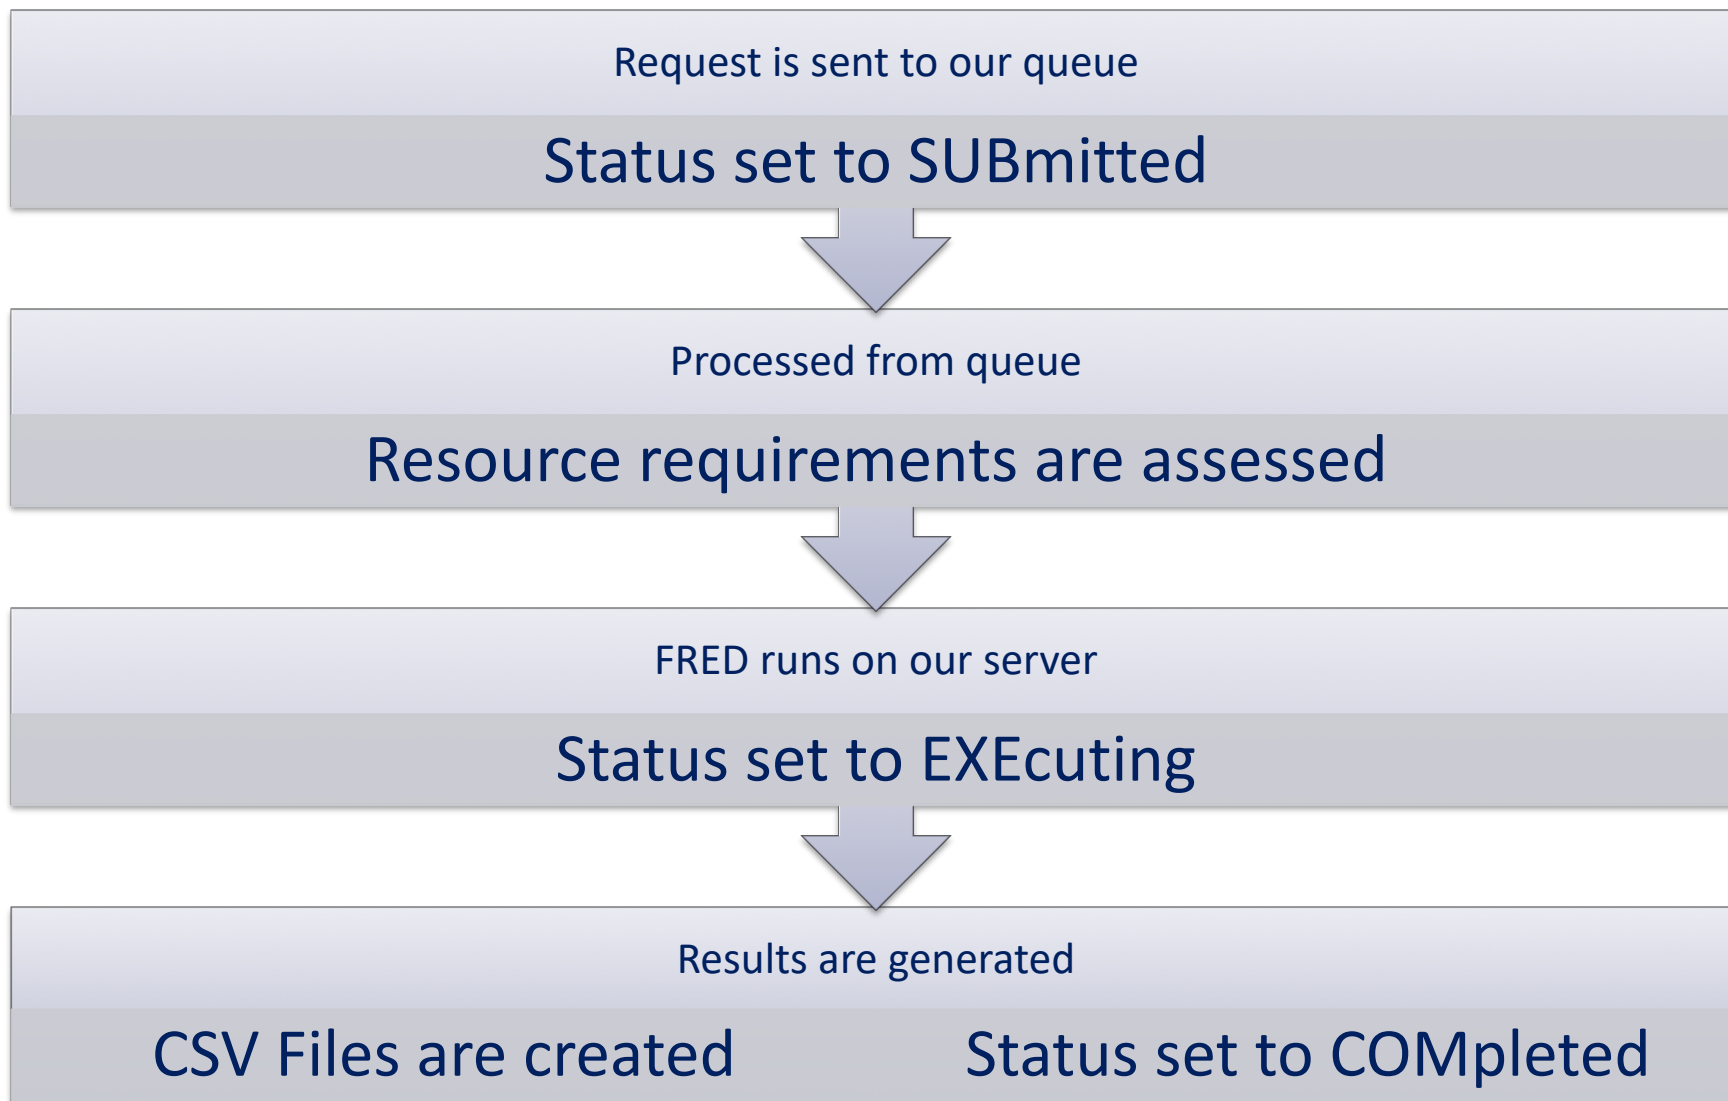 Request is sent to our queue
Status set to SUBmitted
Processed from queue
Resource requirements are assessed
FRED runs on our server
Status set to EXEcuting
Results are generated
CSV Files are created
Status set to COMpleted